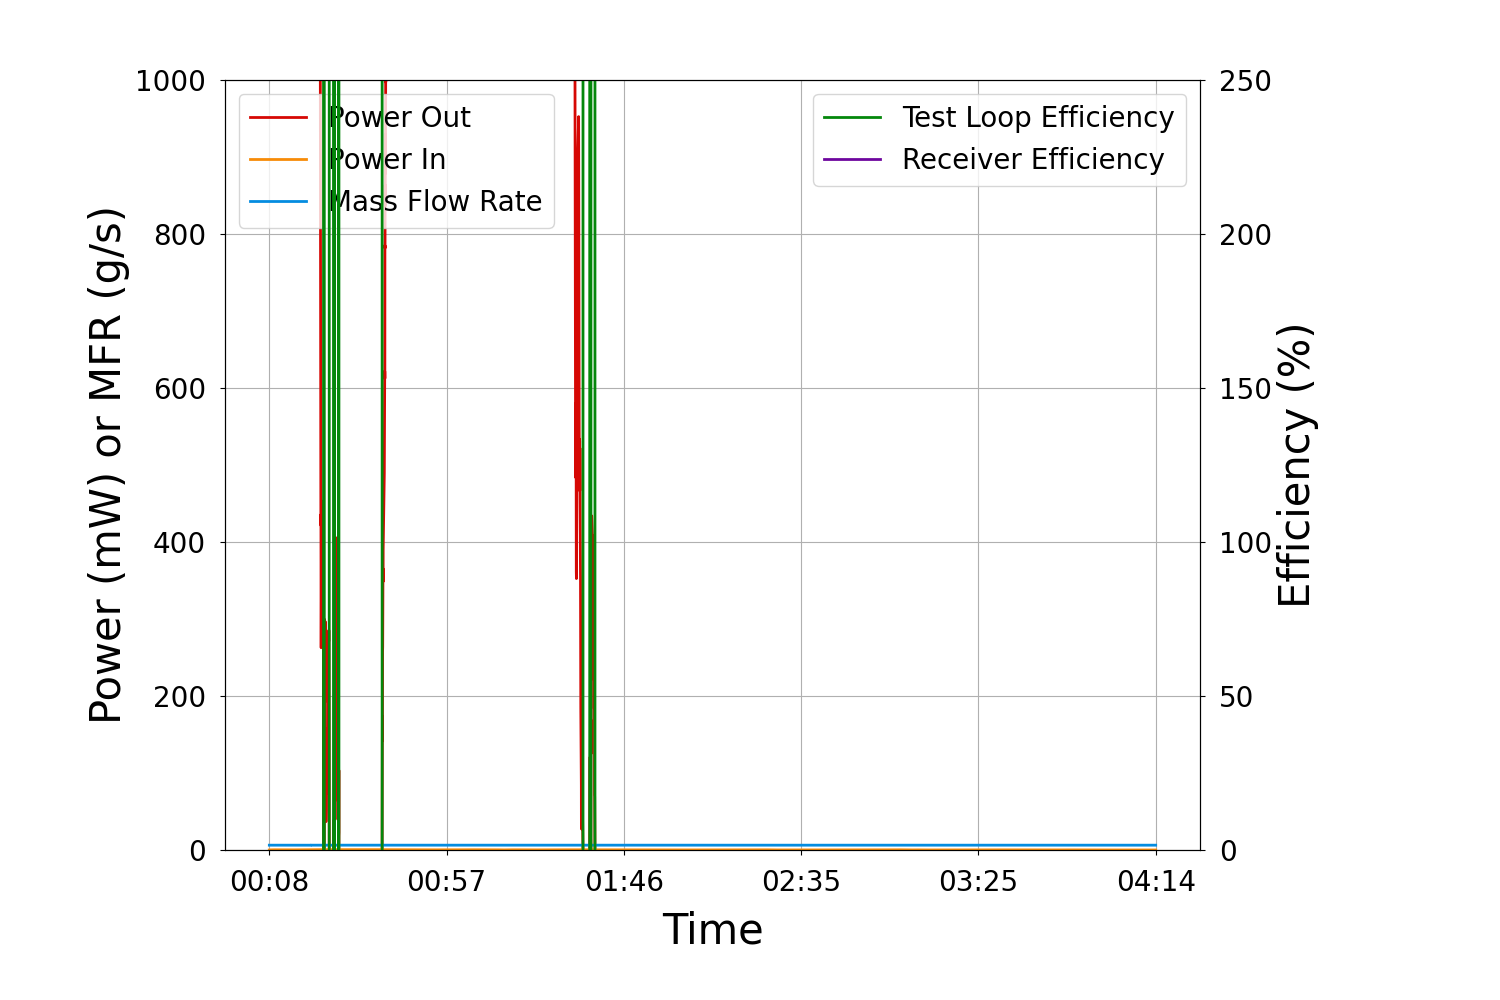 Power Out
Power In
Mass Flow Rate
Test Loop Efficiency
Receiver Efficiency
Power (mW) or MFR (g/s)
1000
800
600
400
200
0
250
200
150
100
50
0
Efficiency (%)
00:08 00:57 01:46 02:35 03:25 04:14
Time